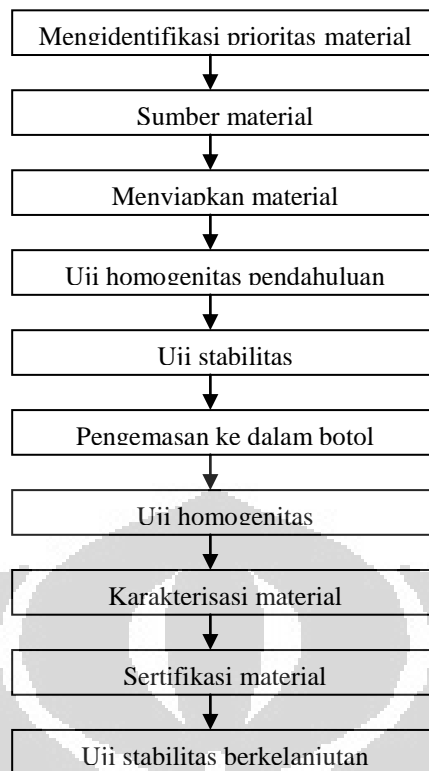 Mengidentifikasi prioritas material
Sumber material
Menyiapkan material
Uji homogenitas pendahuluan
Uji stabilitas
Pengemasan ke dalam botol
Uji homogenitas
Karakterisasi material
Sertifikasi material
Uji stabilitas berkelanjutan